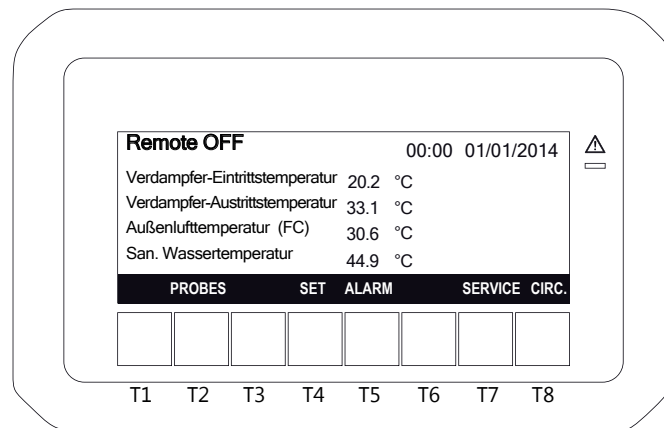 Remote OFF 00:00 01/01/2014
Verdampfer-Eintrittstemperatur 20.2 °C
Verdampfer-Austrittstemperatur 33.1 °C
Außenlufttemperatur (FC) 30.6 °C
San. Wassertemperatur 44.9 °C
PROBES SET ALARM SERVICE CIRC.
T1 T2 T3 T4 T5 T6 T7 T8